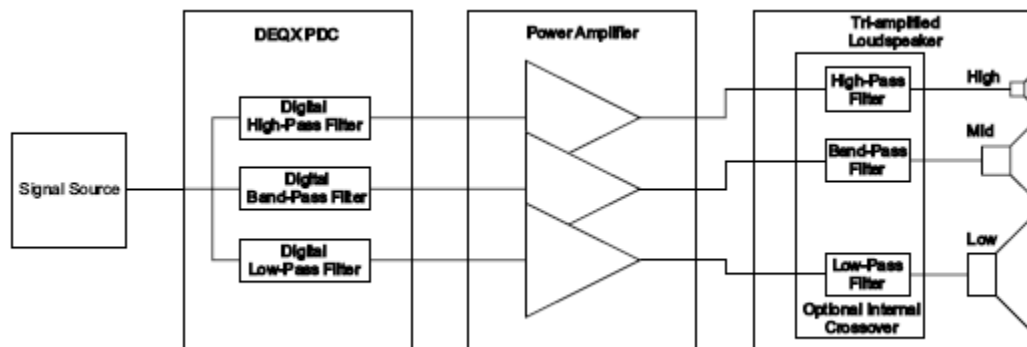 DEQX PDC
Power Amplifier
Tri-amplified
Loudspeaker
Signal Source
Digital
High-Pass Filter
Digital
Band-Pass Filter
Digital
Low-Pass Filter
High-Pass
Filter
Band-Pass
Filter
Low-Pass
Filter
Optional Internal
Crossover
High
Mid
Low